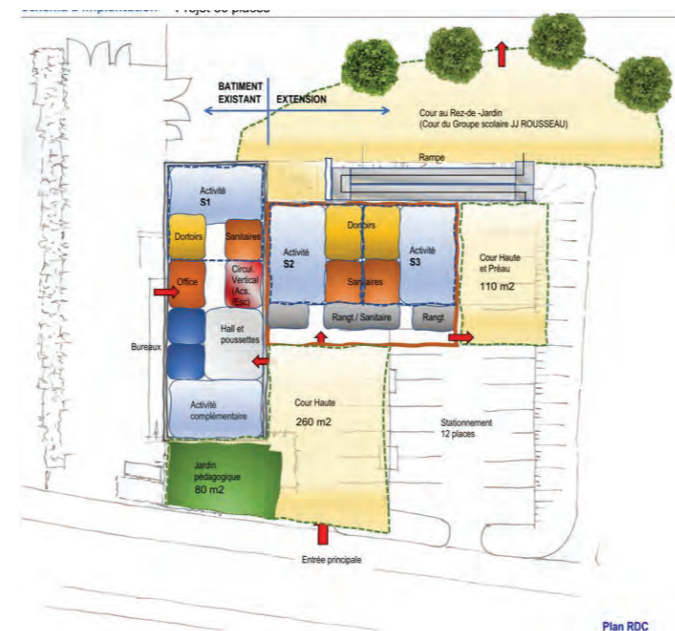 BATIMENT
EXISTANT
EXTENSION
Cour au Rez-de -Jardin
(Cour du Groupe scolaire JJ ROUSSEAU)
Rampe
Activité
S1
Dortoirs
Sanitaires
Dortoirs
Activité
S2
Activité
S3
Cour Haute
et Préau
110 m2
Office
Circul.
Vertical
(Acs.
/Esc)
Sanitaires
Rangt / Sanitaire
Rangt
Hall et
poussettes
Bureaux
Activité
complémentaire
Cour Haute
260 m2
Stationnement
12 places
Jardin
pédagogique
80 m2
Entrée principale
Plan RDC